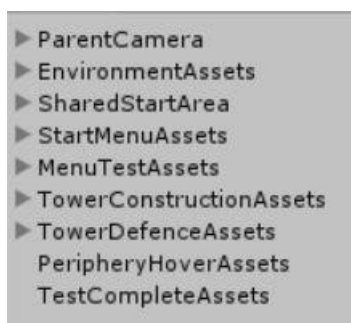 ParentCamera
EnvironmentAssets
SharedStartArea
StartMenuAssets
MenuTestAssets
TowerConstructionAssets
TowerDefenceAssets
PeripheryHoverAssets
TestCompleteAssets